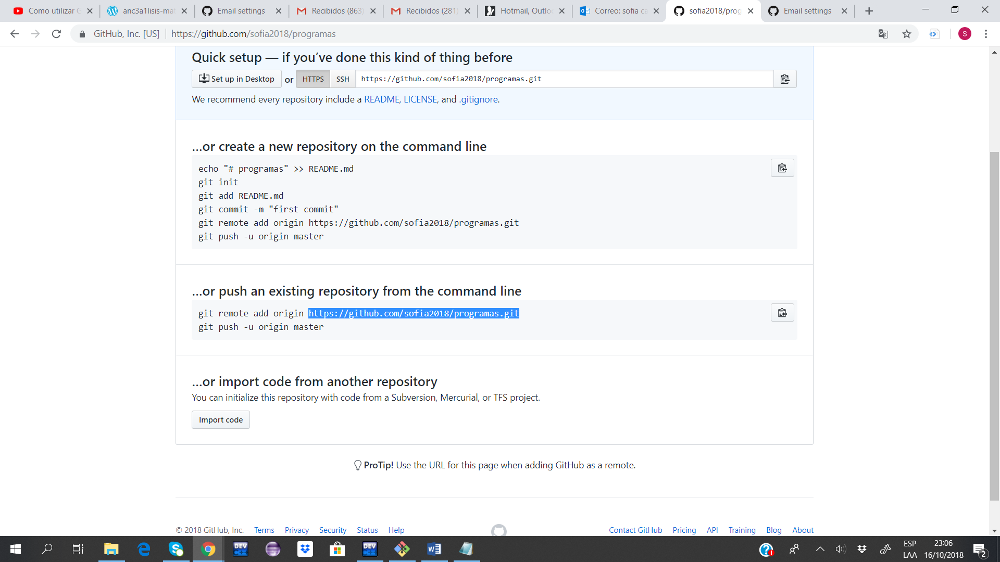 Como utilizar G
anc3a1lisis-mat
Email settings
Recibidos (863)
Recibidos (281)
Hotmail, Outlo
Correo: sofia ca
sofia2018/prog
Email settings
GitHub, Inc. [US] https://github.com/sofia2018/programas
S
Quick setup — if you’ve done this kind of thing before
Set up in Desktop or HTTPS SSH https://github.com/sofia2018/programas.git
We recommend every repository include a README, LICENSE, and .gitignore.
…or create a new repository on the command line
echo "# programas" >> README.md
git init
git add README.md
git commit -m "first commit"
git remote add origin https://github.com/sofia2018/programas.git
git push -u origin master
…or push an existing repository from the command line
git remote add origin https://github.com/sofia2018/programas.git
git push -u origin master
…or import code from another repository
You can initialize this repository with code from a Subversion, Mercurial, or TFS project.
Import code
ProTip! Use the URL for this page when adding GitHub as a remote.
© 2018 GitHub, Inc. Terms Privacy Security Status Help Contact GitHub Pricing API Training Blog About
DEV C++
DEV C++
ESP
LAA
23:06
16/10/2018
2